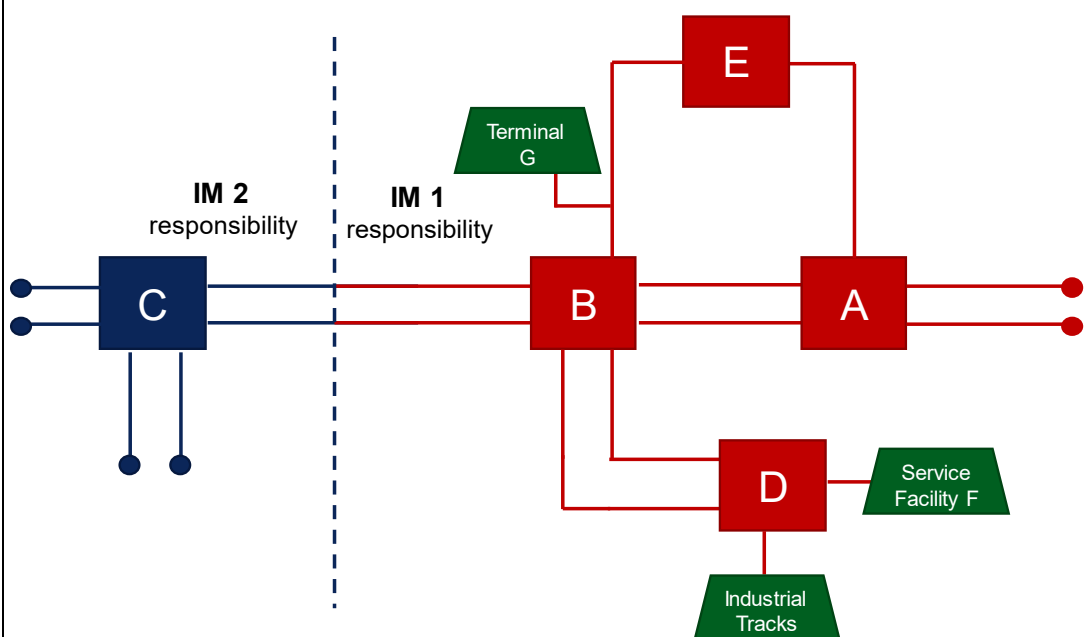 E
Terminal
G
IM 2
responsibility
IM 1
responsibility
C
B
A
D
Service
Facility F
Industrial
Tracks